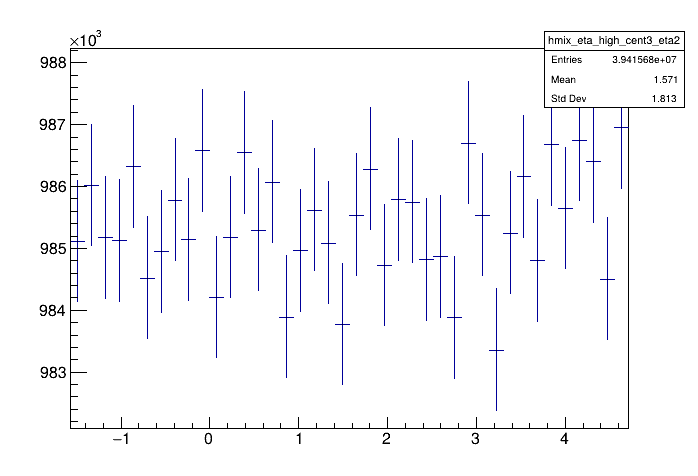 ×10³
hmix_eta_high_cent3_eta2
Entries 3.941568e+07
Mean 1.571
Std Dev 1.813
988
987
986
985
984
983
−1 0 1 2 3 4